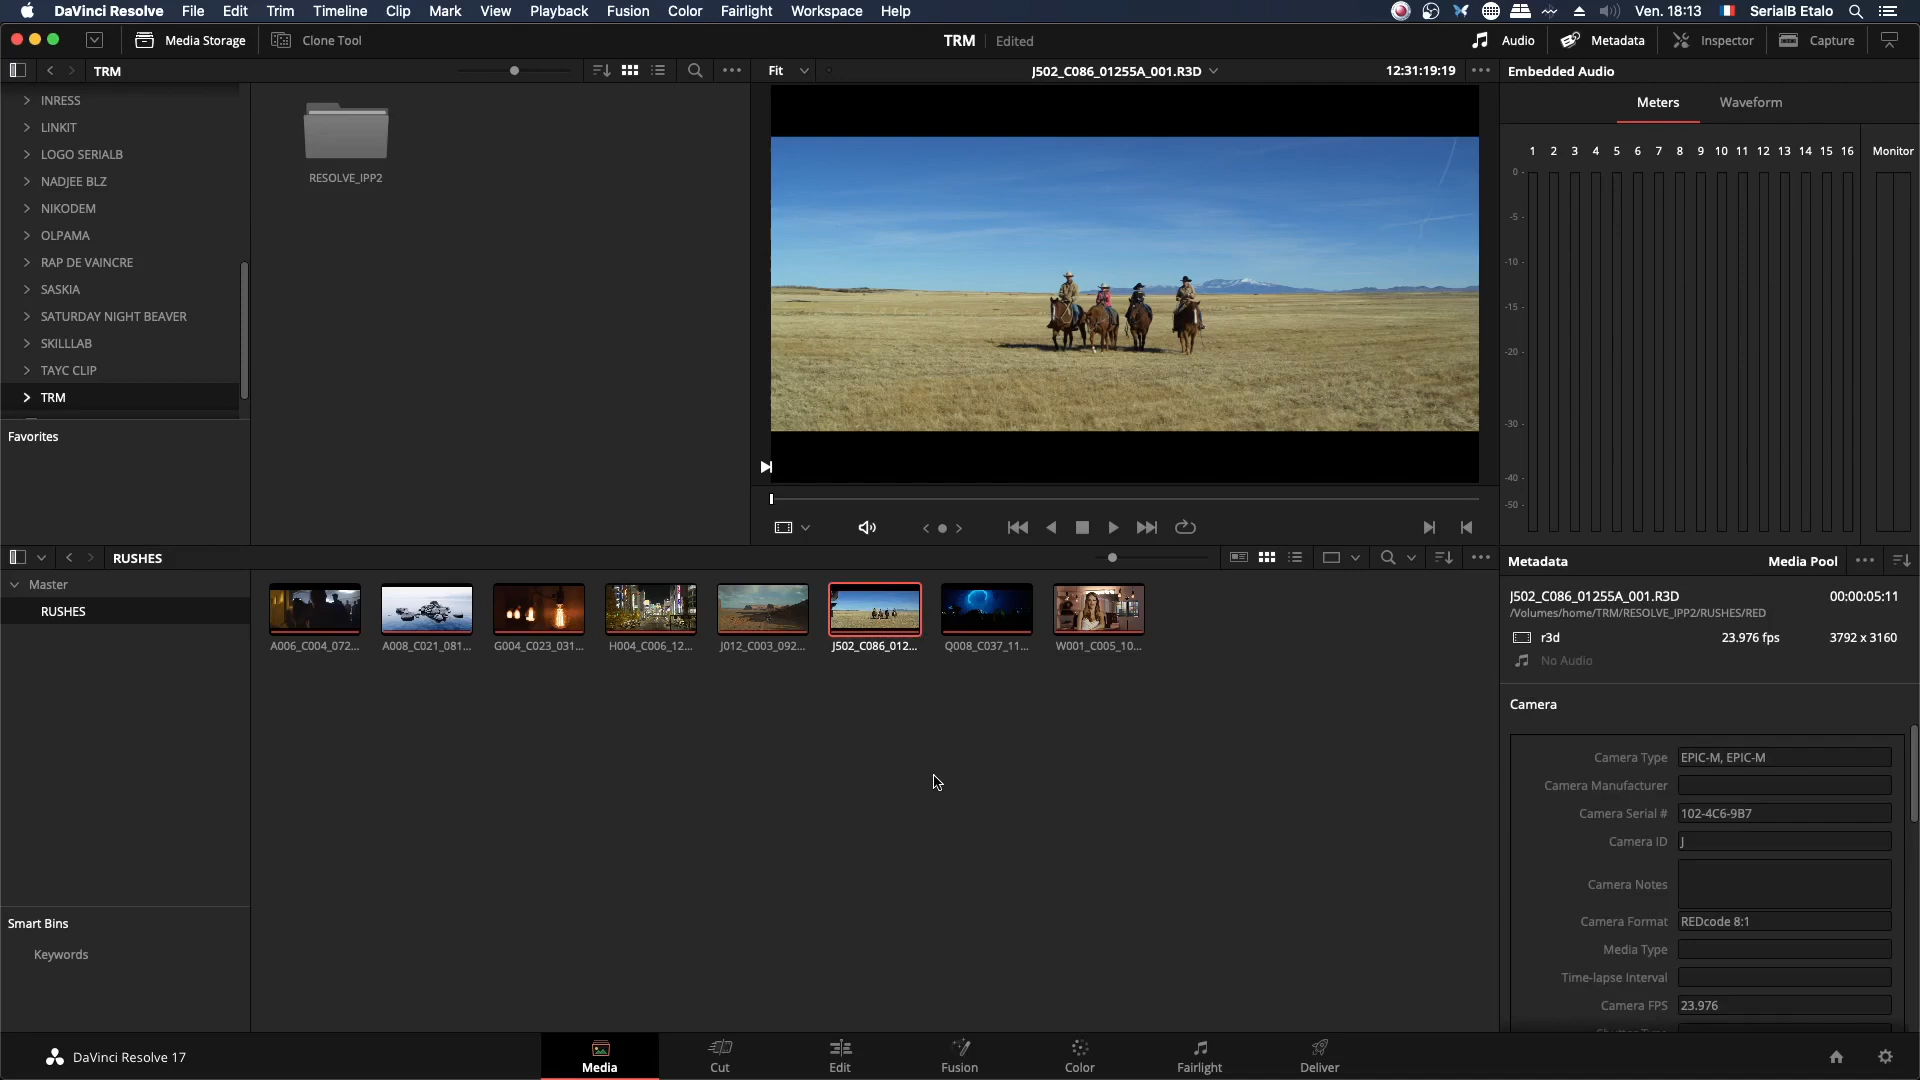 DaVinci Resolve File Edit Trim Timeline Clip Mark View Playback Fusion Color Fairlight Workspace Help Ven. 18:13 SerialB Etalo
Media Storage Clone Tool TRM Edited Audio Metadata Inspector Capture
TRM Fit J502_C086_01255A_001.R3D 12:31:19:19 Embedded Audio
INRESS
LINKIT
LOGO SERIALB
NADJEE BLZ
NIKODEM
OLPAMA
RAP DE VAINCRE
SASKIA
SATURDAY NIGHT BEAVER
SKILLLAB
TAYC CLIP
TRM
Favorites
RESOLVE_IPP2
Meters Waveform
1 2 3 4 5 6 7 8 9 10 11 12 13 14 15 16 Monitor
0
-5
-10
-15
-20
-30
-40
-50
RUSHES
Master
RUSHES
A006_C004_072... A008_C021_081... G004_C023_031... H004_C006_12... J012_C003_092... J502_C086_012... Q008_C037_11... W001_C005_10...
Smart Bins
Keywords
Metadata Media Pool
J502_C086_01255A_001.R3D 00:00:05:11
/Volumes/home/TRM/RESOLVE_IPP2/RUSHES/RED
r3d 23.976 fps 3792 x 3160
No Audio
Camera
Camera Type EPIC-M, EPIC-M
Camera Manufacturer
Camera Serial # 102-4C6-9B7
Camera ID J
Camera Notes
Camera Format REDcode 8:1
Media Type
Time-lapse Interval
Camera FPS 23.976
DaVinci Resolve 17 Media Cut Edit Fusion Color Fairlight Deliver